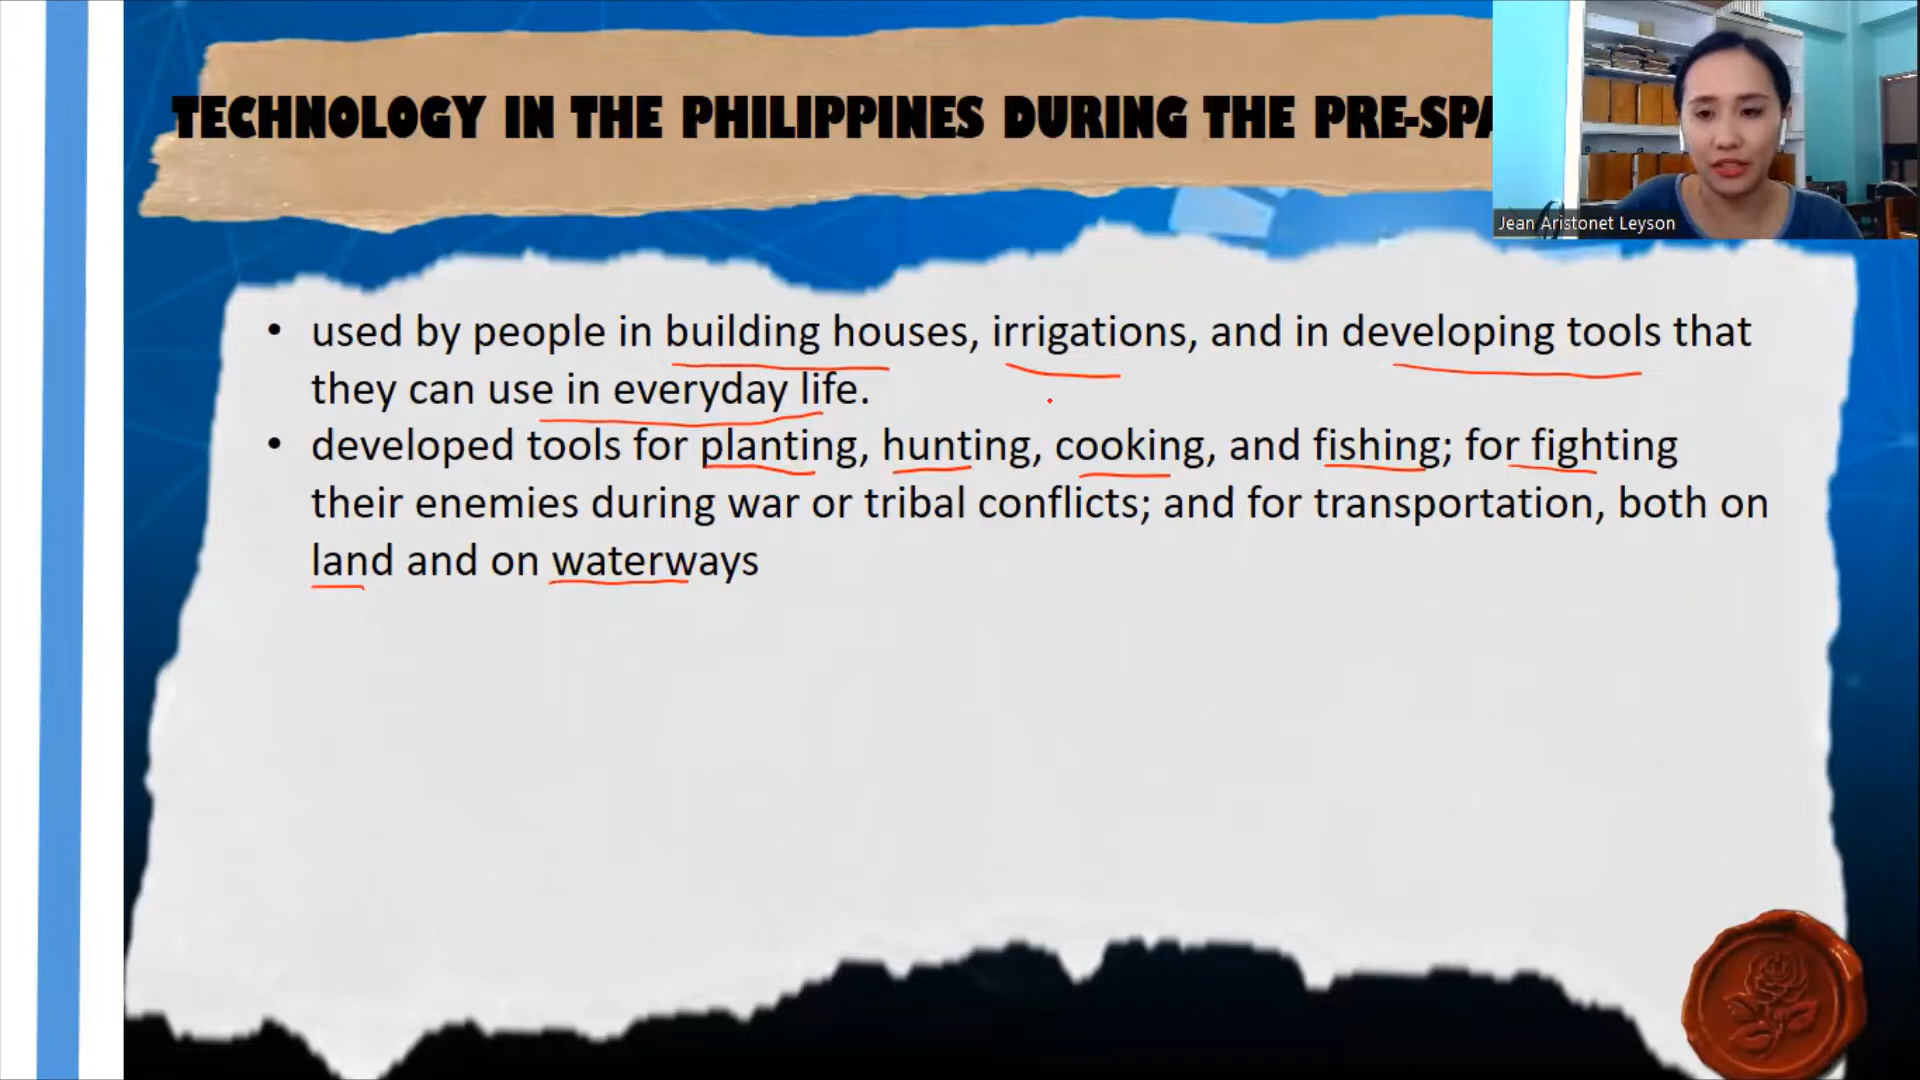 TECHNOLOGY IN THE PHILIPPINES DURING THE PRE-SPA
Jean Aristonet Leyson
• used by people in building houses, irrigations, and in developing tools that
they can use in everyday life.
• developed tools for planting, hunting, cooking, and fishing; for fighting
their enemies during war or tribal conflicts; and for transportation, both on
land and on waterways